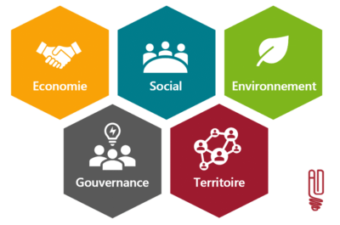 Economie
Social
Environnement
Gouvernance
Territoire